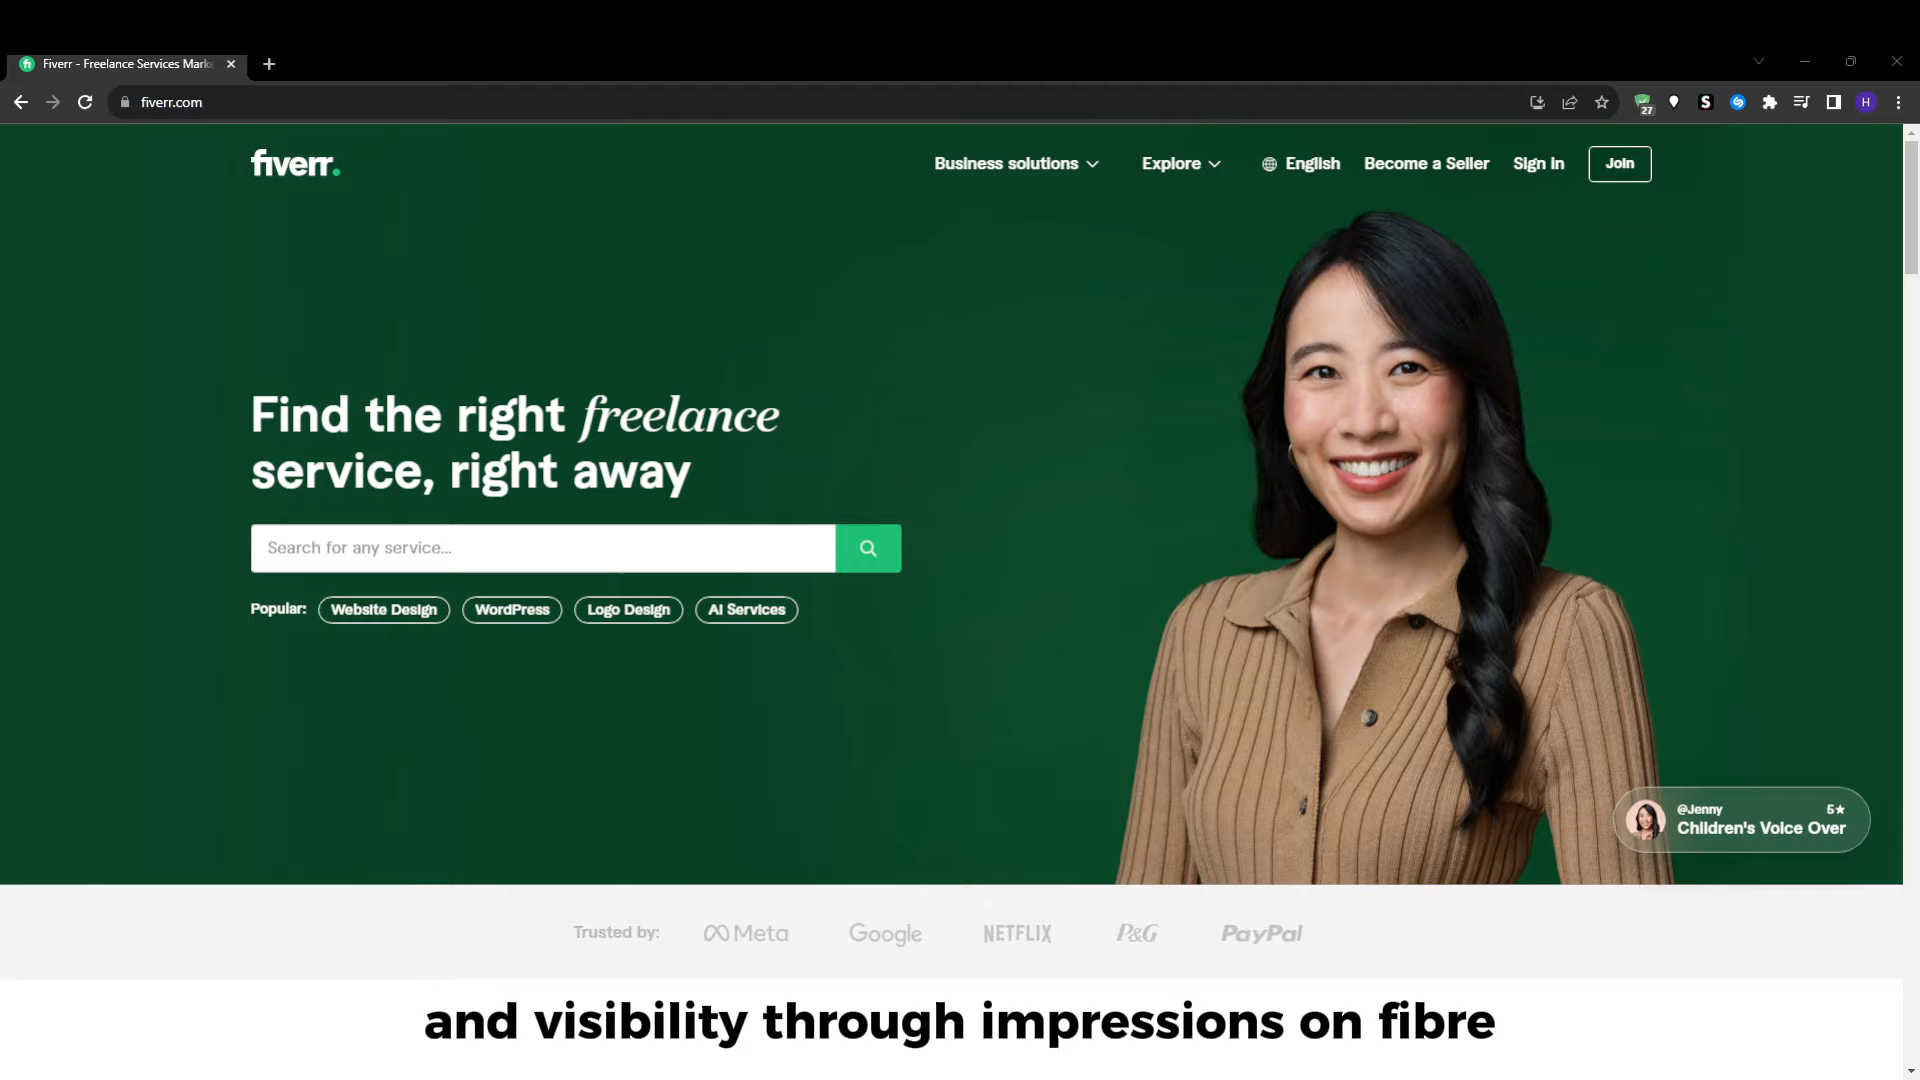 Fiverr - Freelance Services Mark
fiverr.com
27
S
H
fiverr.
Business solutions
Explore
English
Become a Seller
Sign in
Join
Find the right freelance
service, right away
Search for any service...
Popular:
Website Design
WordPress
Logo Design
AI Services
@Jenny
5★
Children's Voice Over
Trusted by:
Meta
Google
NETFLIX
P&G
PayPal
and visibility through impressions on fibre